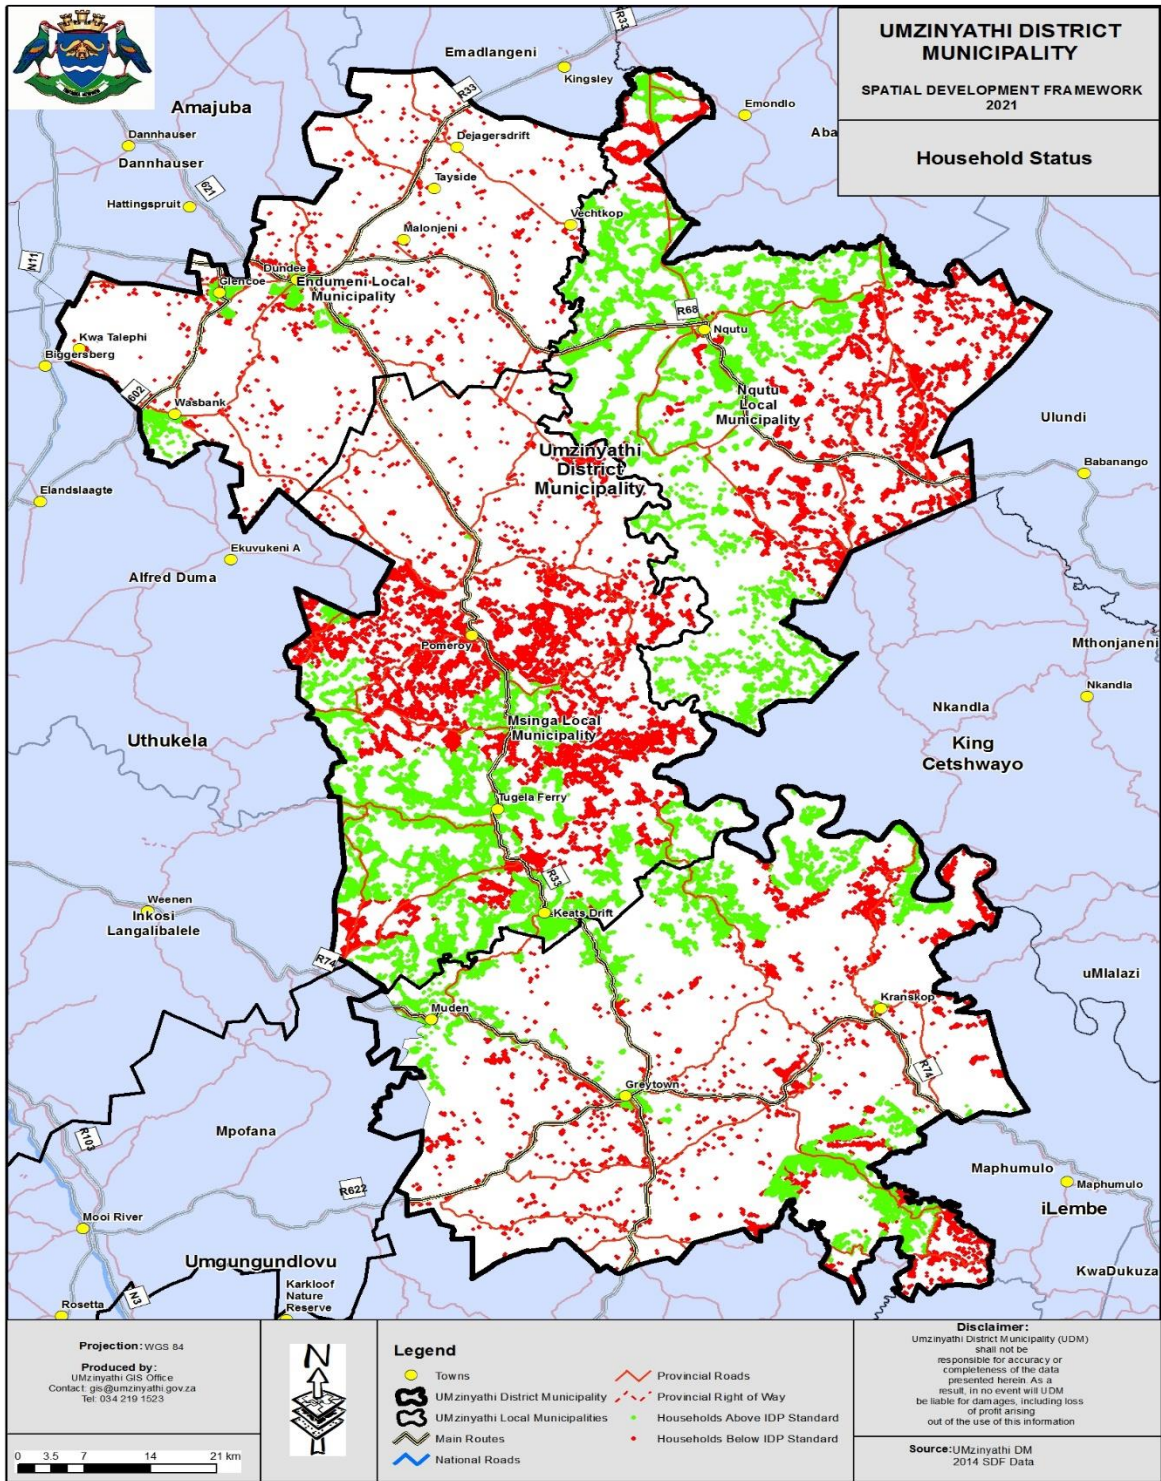 UMZINYATHI DISTRICT
MUNICIPALITY
SPATIAL DEVELOPMENT FRAMEWORK
2021
Household Status
R33
Emadlangeni
Kingsley
Amajuba
R33
Emondlo
Aba
Dannhauser
Dannhauser
Dejagersdrift
621
Tayside
Hattingspruit
Vechtkop
Malonjeni
N11
Dundee
Glencoe
Endumeni Local
Municipality
R68
Nqutu
Kwa Talephi
Biggersberg
602
Wasbank
Nqutu
Local
Municipality
Ulundi
Umzinyathi
District
Municipality
Babanango
Elandslaagte
Ekuvukeni A
Alfred Duma
Pomeroy
Mthonjaneni
Nkandla
Nkandla
Msinga Local
Municipality
Uthukela
King
Cetshwayo
Tugela Ferry
R33
Weenen
Inkosi
Langalibalele
Keats Drift
R74
uMlalazi
Muden
Kranskop
R74
Greytown
R103
Mpofana
Maphumulo
Maphumulo
R622
iLembe
Mooi River
Umgungundlovu
KwaDukuza
Karkloof
Nature
Reserve
N3
Rosetta
Projection: WGS 84
Produced by:
UMzinyathi GIS Office
Contact: gis@umzinyathi.gov.za
Tel: 034 219 1523
0 3.5 7 14 21 km
N
Legend
Towns
UMzinyathi District Municipality
UMzinyathi Local Municipalities
Main Routes
National Roads
Provincial Roads
Provincial Right of Way
Households Above IDP Standard
Households Below IDP Standard
Disclaimer:
Umzinyathi District Municipality (UDM)
shall not be
responsible for accuracy or
completeness of the data
presented herein. As a
result, in no event will UDM
be liable for damages, including loss
of profit arising
out of the use of this information
Source: UMzinyathi DM
2014 SDF Data